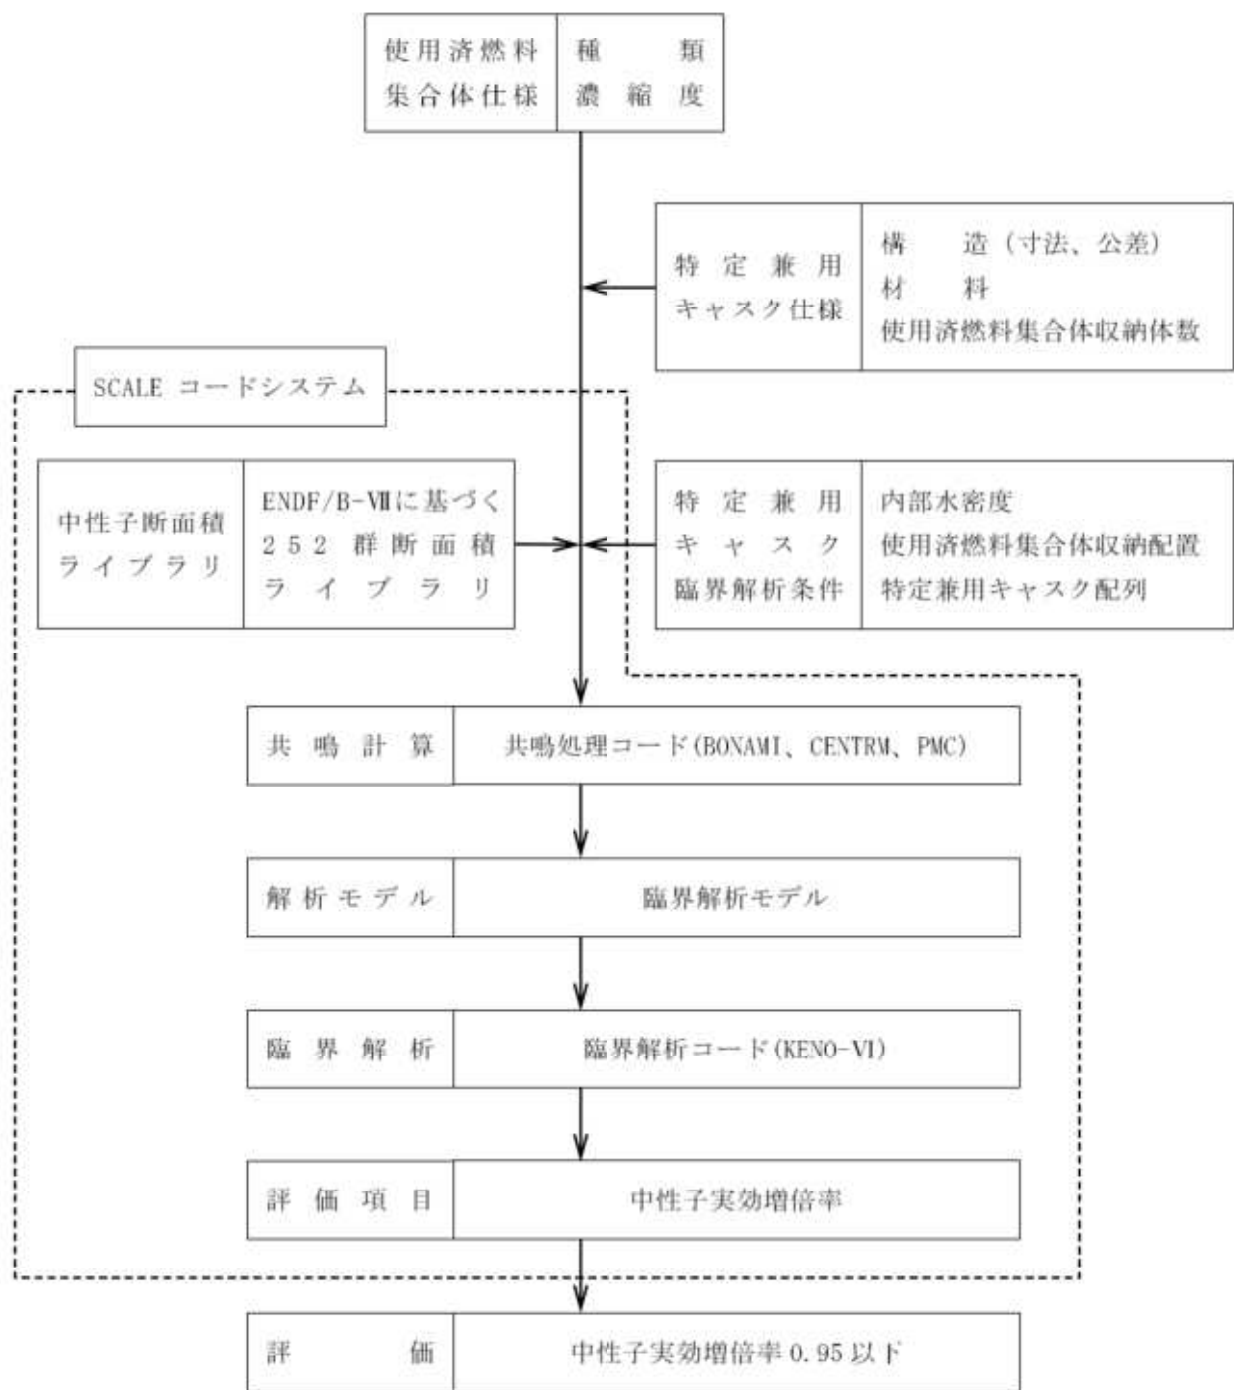 使用済燃料
集合体仕様
種類
濃縮度
特定兼用
キャスク仕様
構造(寸法、公差)
材料
使用済燃料集合体収納体数
SCALE コードシステム
中性子断面積
ライブラリ
ENDF/B-Ⅶに基づく
252群断面積
ライブラリ
特定兼用
キャスク
臨界解析条件
内部水密度
使用済燃料集合体収納配置
特定兼用キャスク配列
共鳴計算
共鳴処理コード(BONAMI、CENTRM、PMC)
解析モデル
臨界解析モデル
臨界解析
臨界解析コード(KENO-Ⅵ)
評価項目
中性子実効増倍率
評価
中性子実効増倍率 0.95 以下